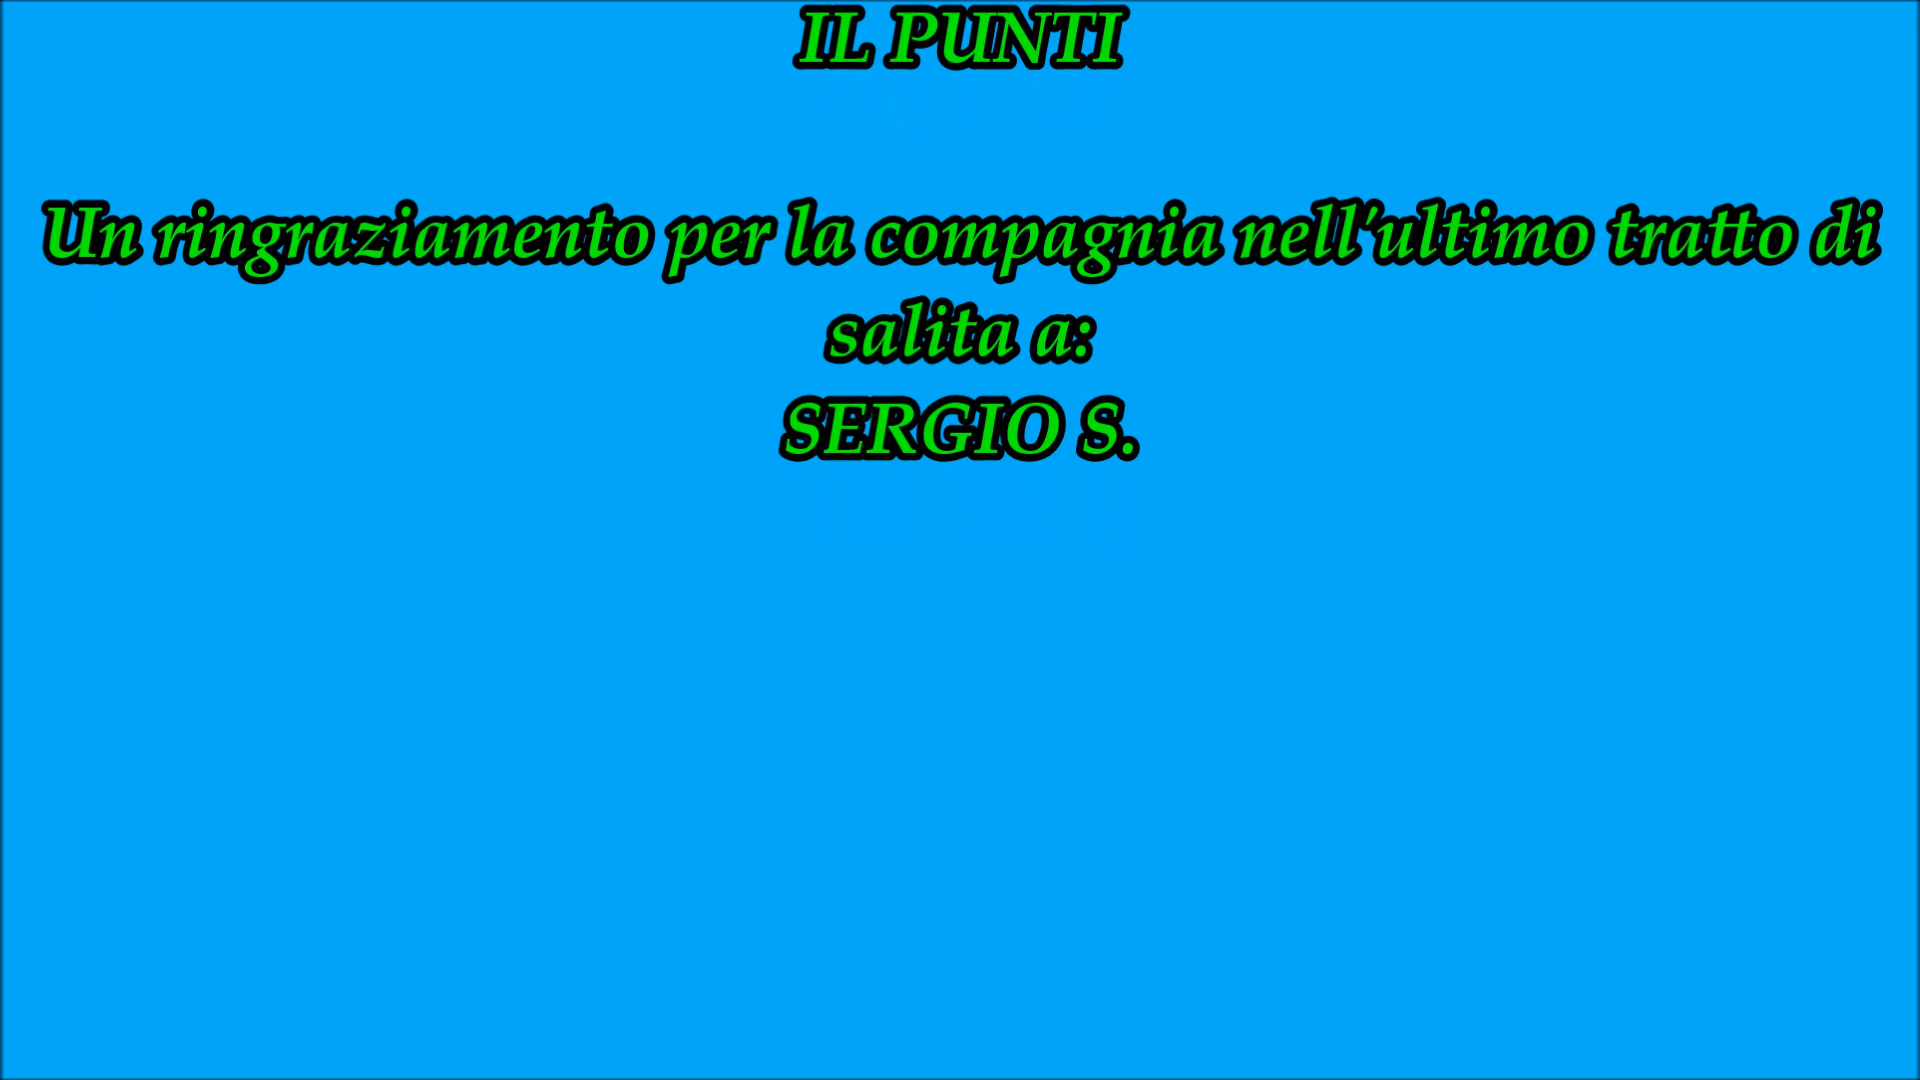 IL PUNTI
Un ringraziamento per la compagnia nell'ultimo tratto di
salita a:
SERGIO S.